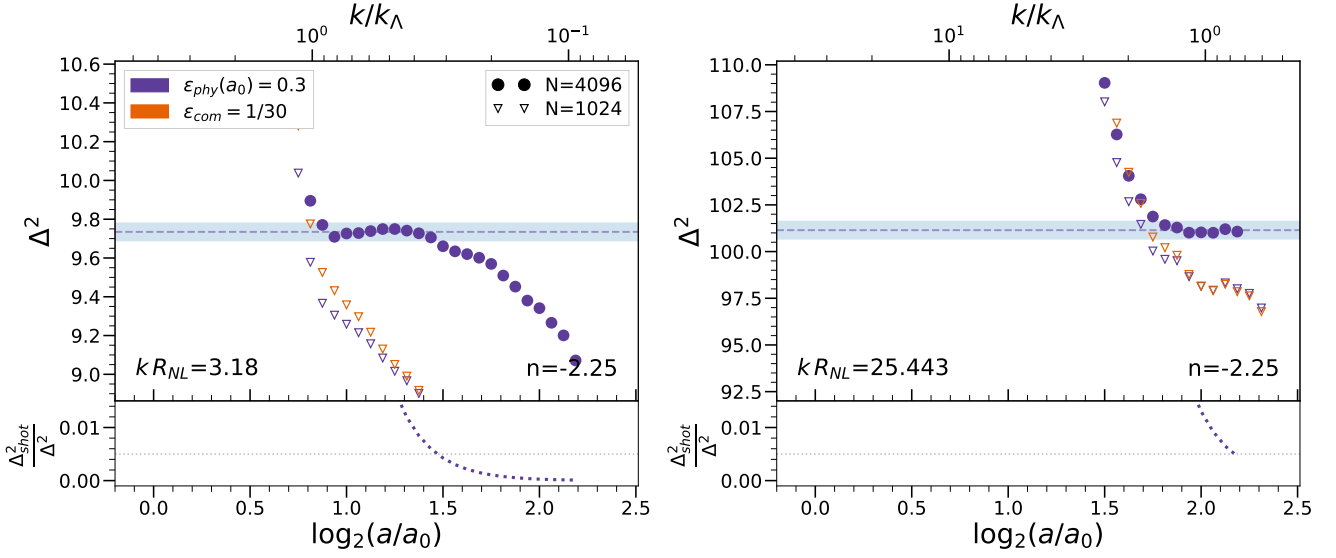 k/k_Λ
10^0 10^-1
10.6
10.4
10.2
10.0
9.8
9.6
9.4
9.2
9.0
Δ^2
ε_phy(a_0) = 0.3
ε_com = 1/30
N=4096
N=1024
k R_NL=3.18
n=-2.25
Δ^2_shot
Δ^2
0.01
0.00
0.0 0.5 1.0 1.5 2.0 2.5
log_2(a/a_0)
k/k_Λ
10^1 10^0
110.0
107.5
105.0
102.5
100.0
97.5
95.0
92.5
Δ^2
k R_NL=25.443
n=-2.25
Δ^2_shot
Δ^2
0.01
0.00
0.0 0.5 1.0 1.5 2.0 2.5
log_2(a/a_0)